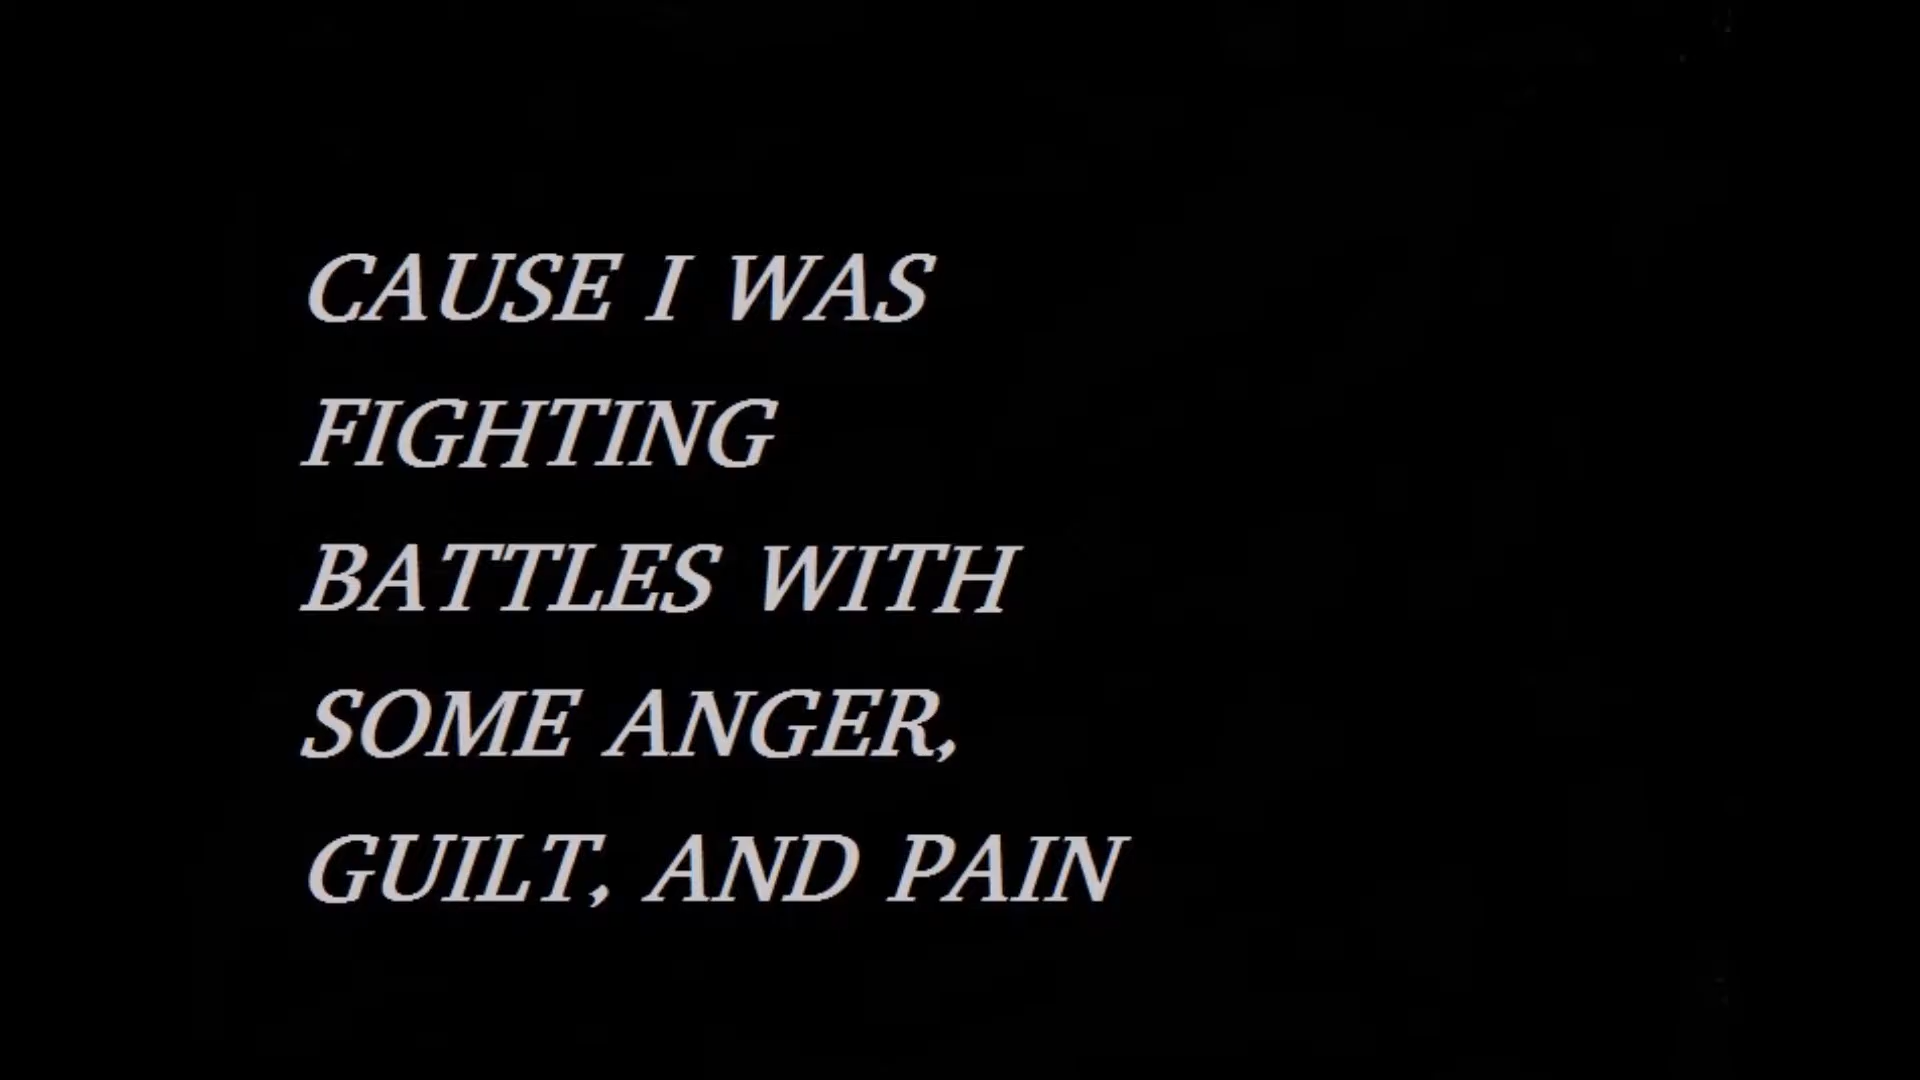 CAUSE I WAS
FIGHTING
BATTLES WITH
SOME ANGER,
GUILT, AND PAIN